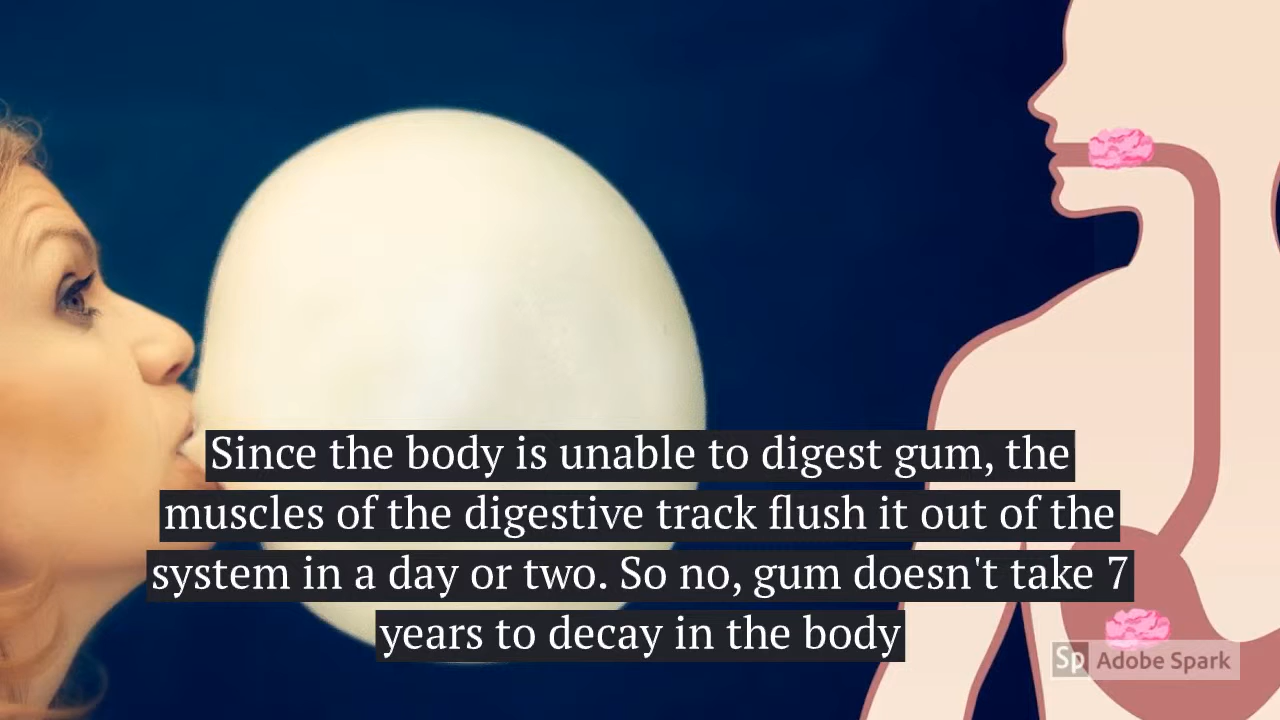 Since the body is unable to digest gum, the
muscles of the digestive track flush it out of the
system in a day or two. So no, gum doesn't take 7
years to decay in the body
Sp Adobe Spark